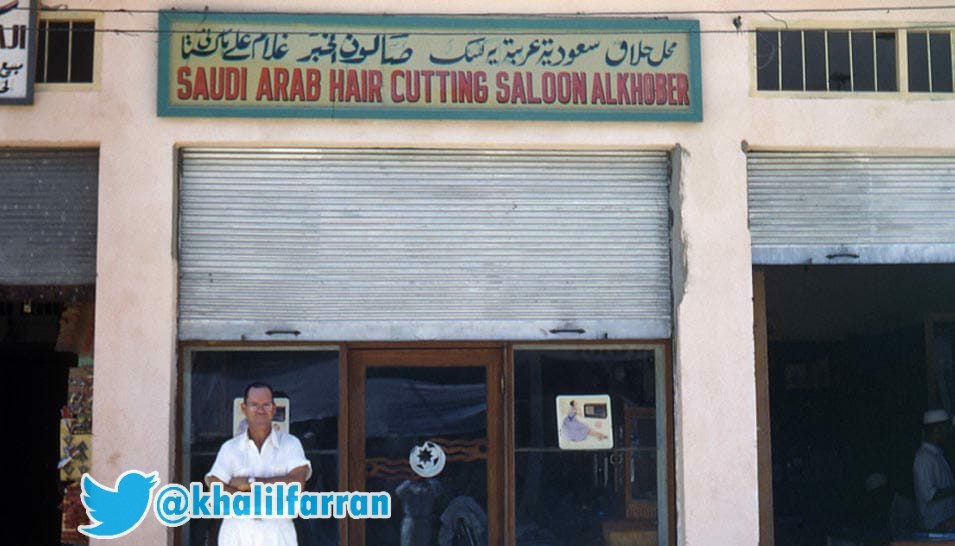 محل حلاق سعودية عربية صالون الخبر غلام علي
SAUDI ARAB HAIR CUTTING SALOON ALKHOBER
@khalilfarran